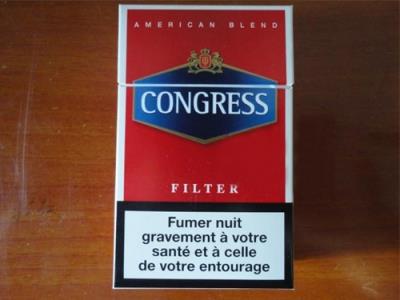 AMERICAN BLEND
CONGRESS
FILTER
Fumer nuit
gravement à votre
santé et à celle
de votre entourage